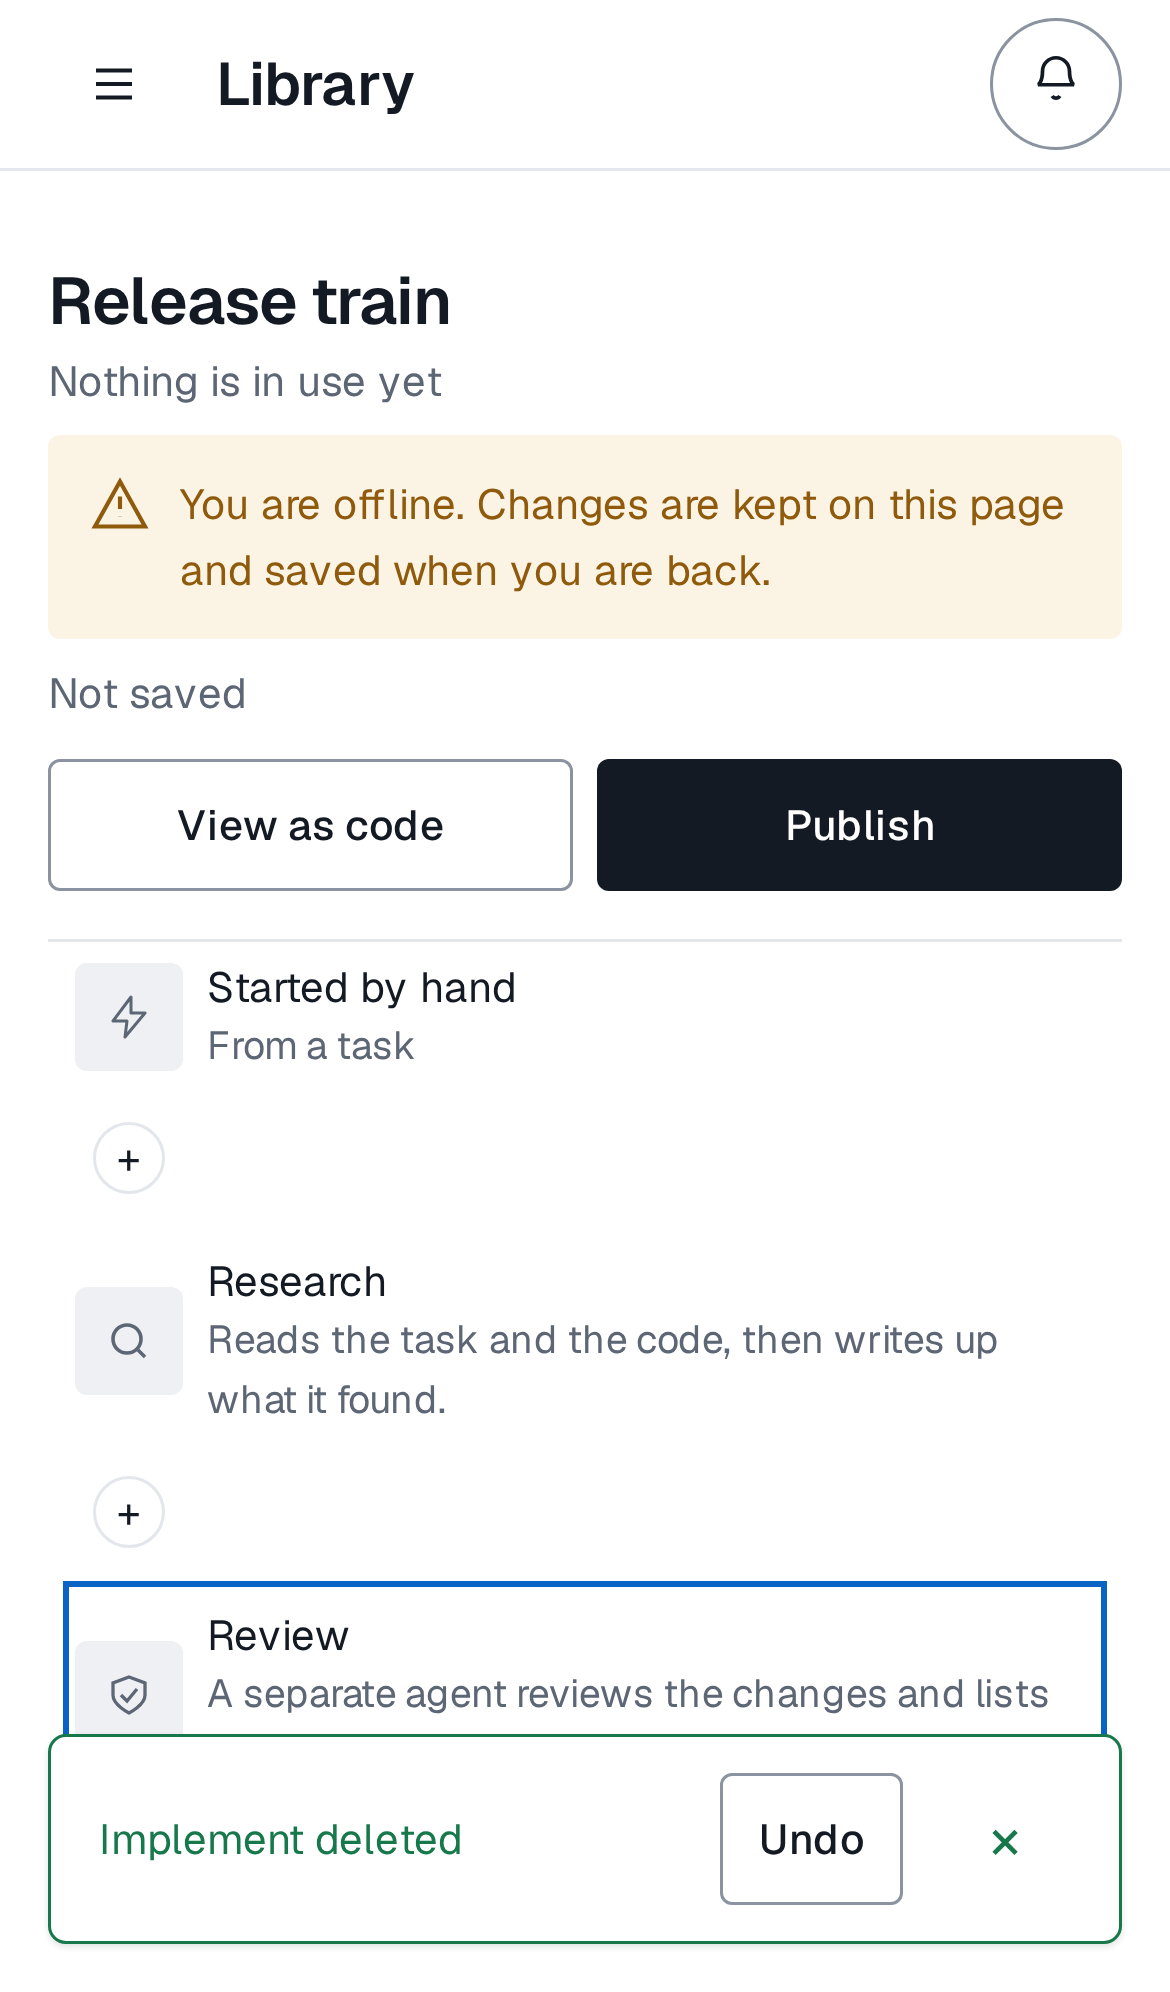 Library
Release train
Nothing is in use yet
You are offline. Changes are kept on this page
and saved when you are back.
Not saved
View as code
Publish
Started by hand
From a task
+
Research
Reads the task and the code, then writes up
what it found.
+
Review
A separate agent reviews the changes and lists
Implement deleted
Undo